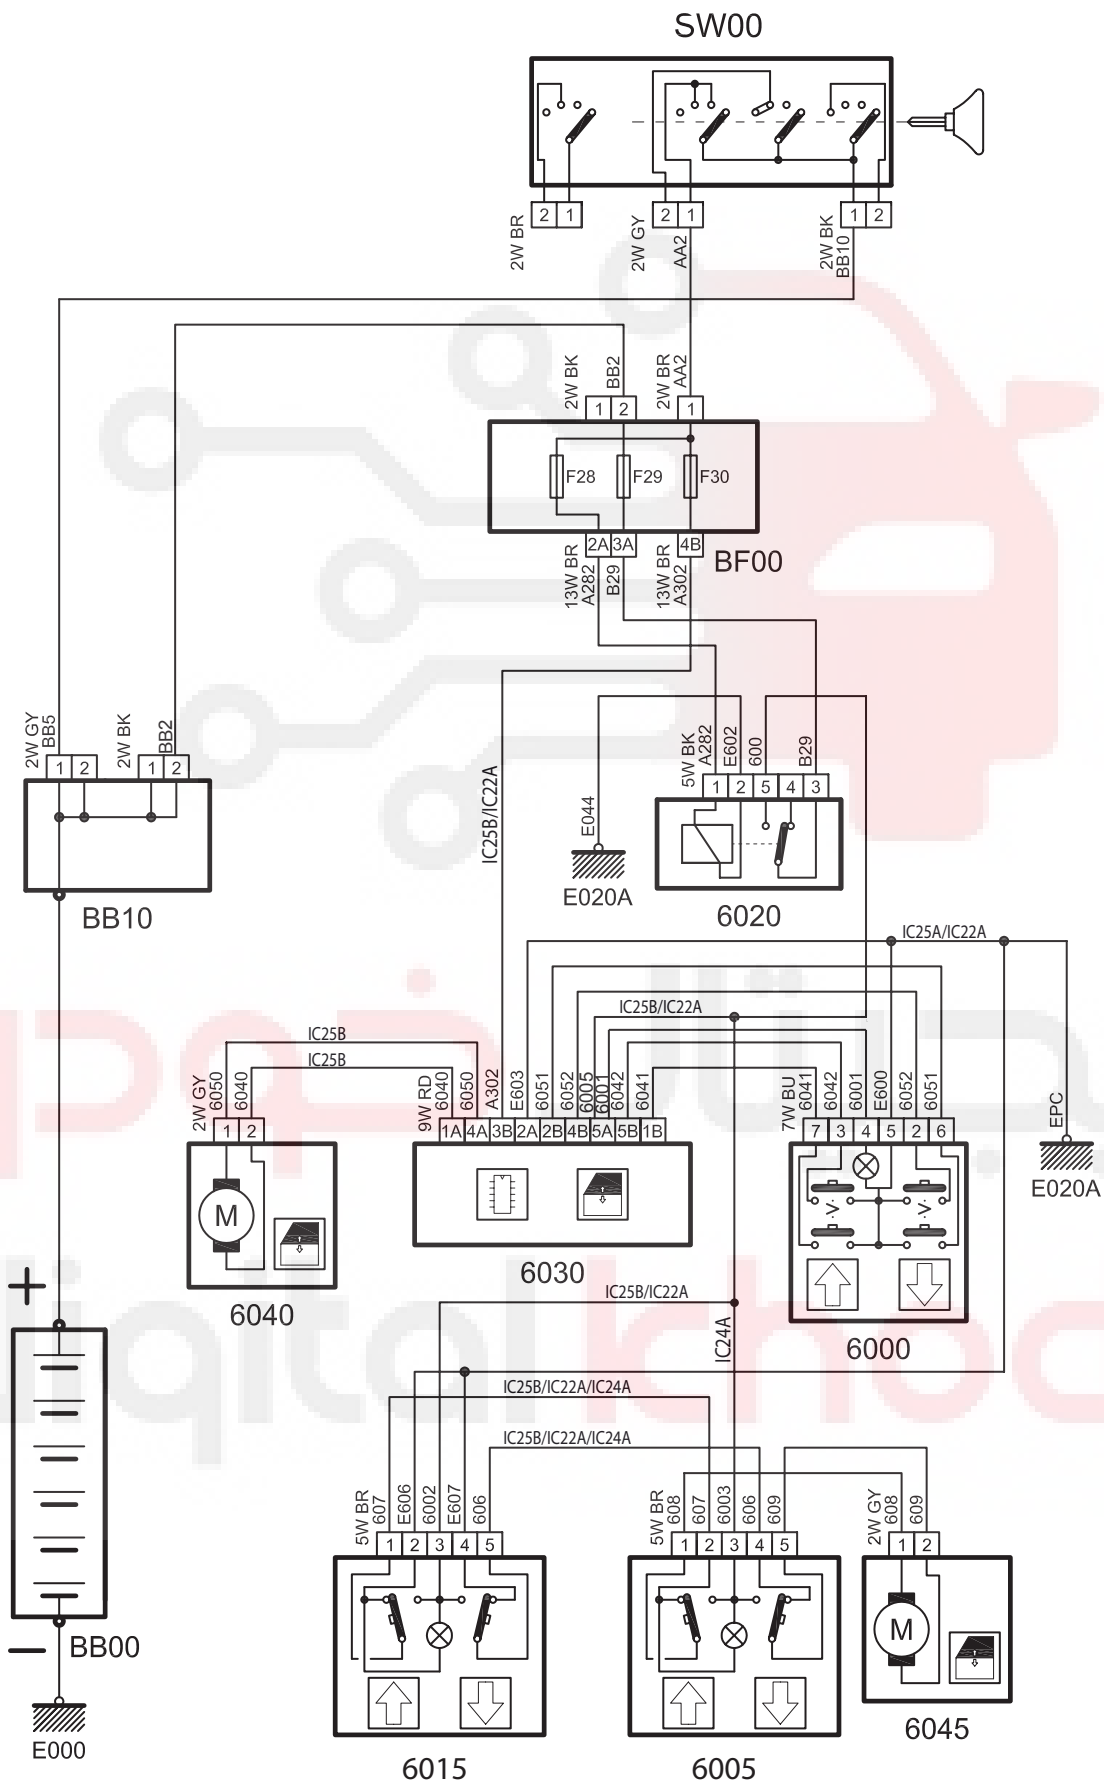 SW00
2W BR
2 1
2W GY
2 1
AA2
2W BK
BB10
1 2
2W BK
BB2
1 2
2W BR
AA2
1
F28
F29
F30
2A 3A
4B
BF00
13W BR
A282
B29
13W BR
A302
2W GY
BB5
1 2
2W BK
BB2
1 2
BB10
IC25B/IC22A
E044
E020A
5W BK
A282
E602
600
B29
1 2 5 4 3
6020
IC25A/IC22A
IC25B/IC22A
IC25B
IC25B
2W GY
6050
6040
1 2
M
6040
9W RD
6040
6050
A302
E603
6051
6052
6005
6001
6042
6041
1A 4A 3B 2A 2B 4B 5A 5B 1B
6030
7W BU
6041
6042
6001
E600
6052
6051
7 3 4 5 2 6
6000
EPC
E020A
IC25B/IC22A
IC24A
IC25B/IC22A/IC24A
IC25B/IC22A/IC24A
+
−
BB00
E000
5W BR
607
E606
6002
E607
606
1 2 3 4 5
6015
5W BR
608
607
6003
606
609
1 2 3 4 5
6005
2W GY
608
609
1 2
M
6045
دیجیتال خودرو
digitalkhod